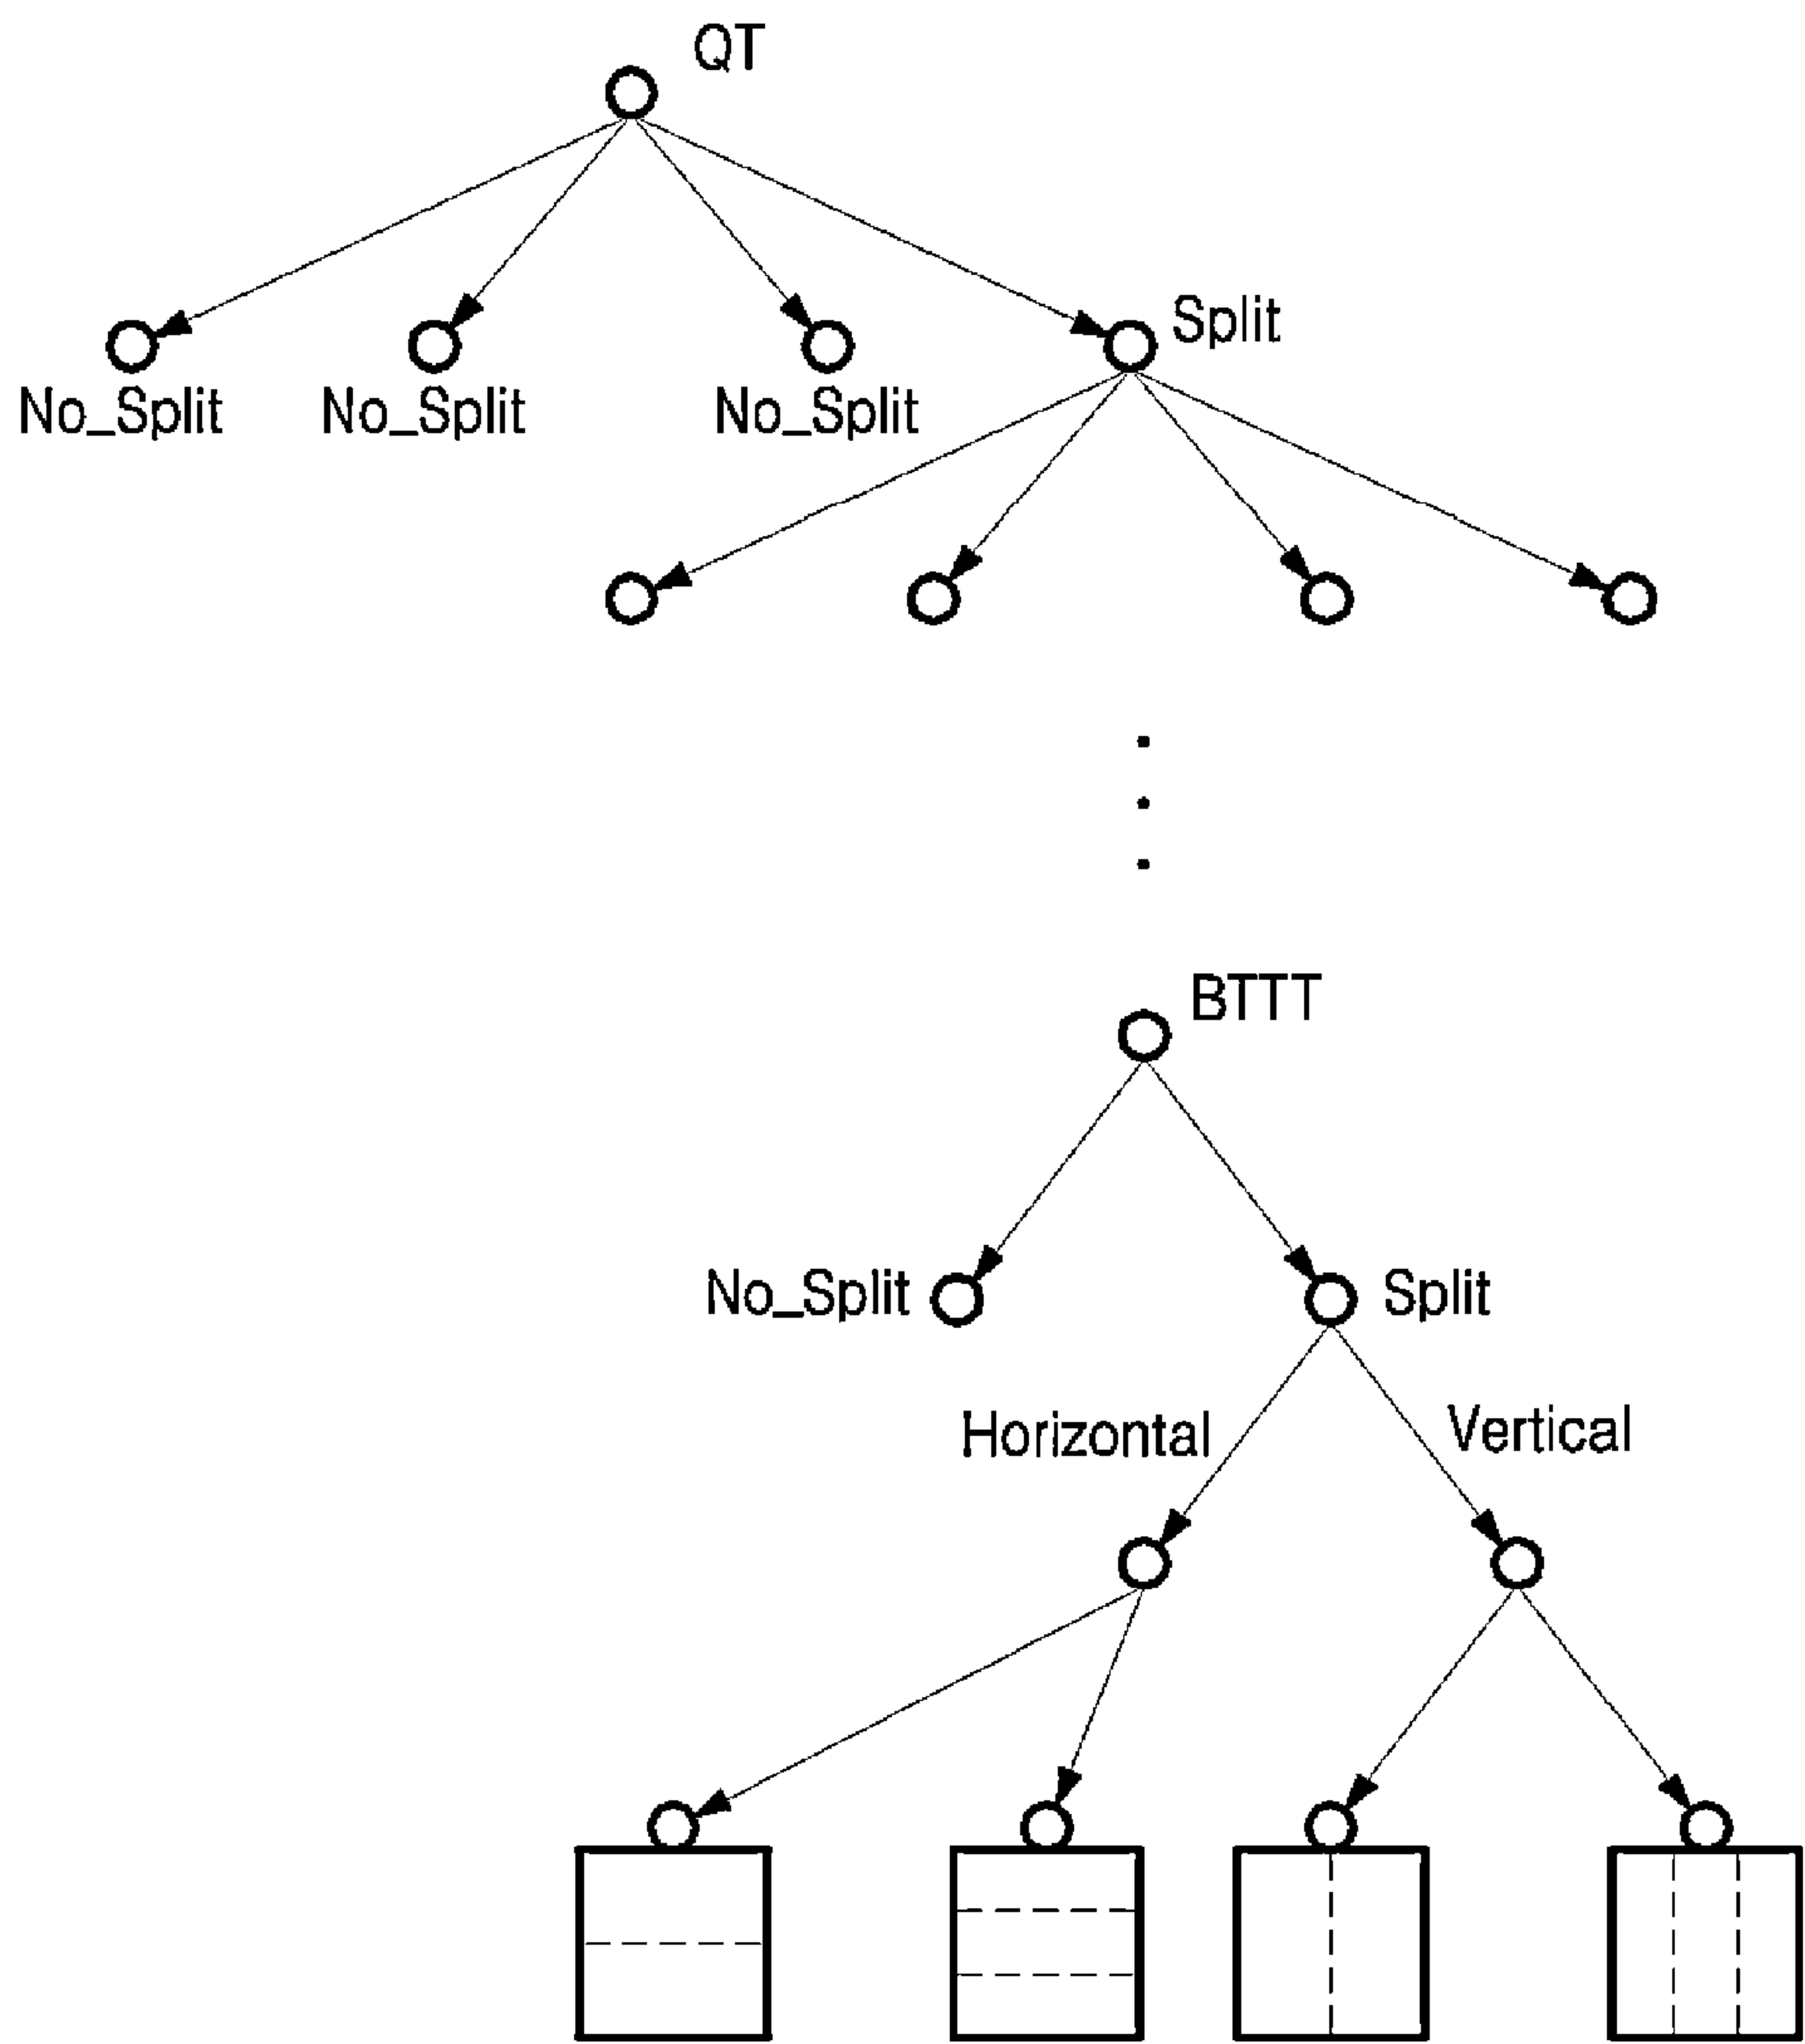 QT
Split
No_Split No_Split No_Split
BTTT
No_Split Split
Horizontal Vertical